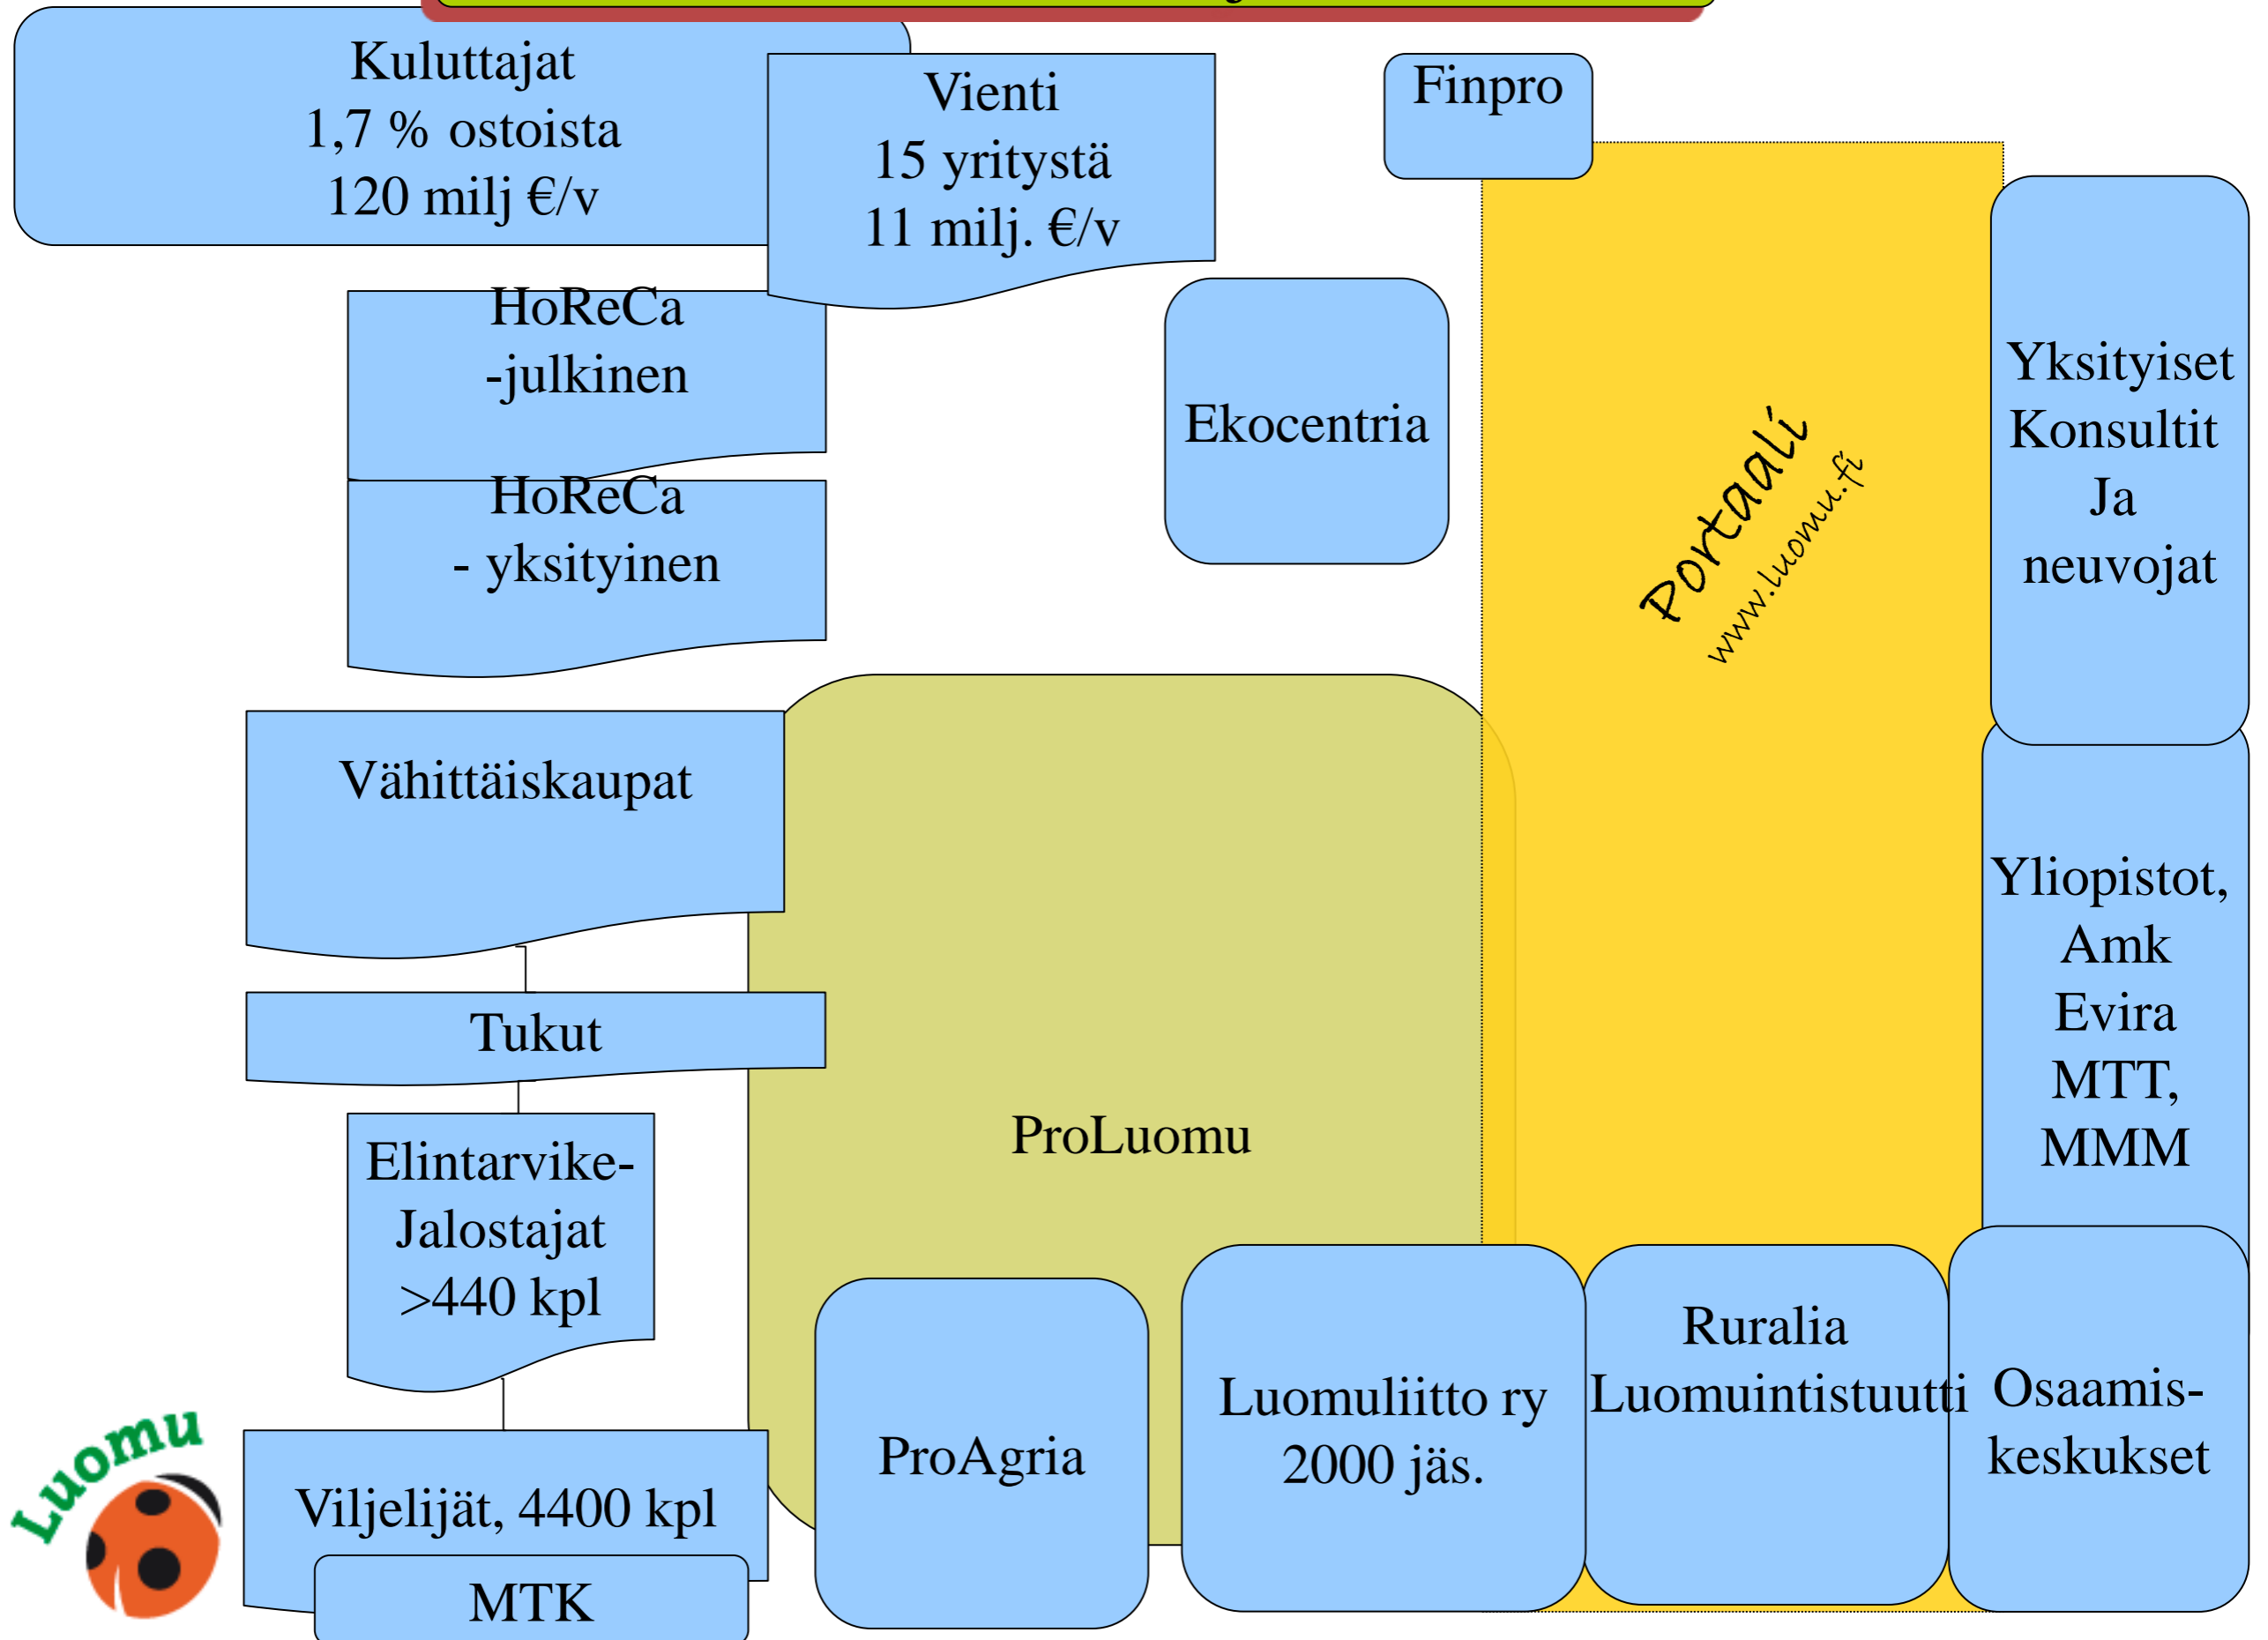 Kuluttajat
1,7 % ostoista
120 milj €/v
Vienti
15 yritystä
11 milj. €/v
Finpro
HoReCa
-julkinen
HoReCa
- yksityinen
Ekocentria
Portaali
www.luomu.fi
Yksityiset
Konsultit
Ja
neuvojat
Vähittäiskaupat
Tukut
Elintarvike-
Jalostajat
>440 kpl
ProLuomu
Yliopistot,
Amk
Evira
MTT,
MMM
Viljelijät, 4400 kpl
MTK
ProAgria
Luomuliitto ry
2000 jäs.
Ruralia
Luomuintistuutti
Osaamis-
keskukset
Luomu